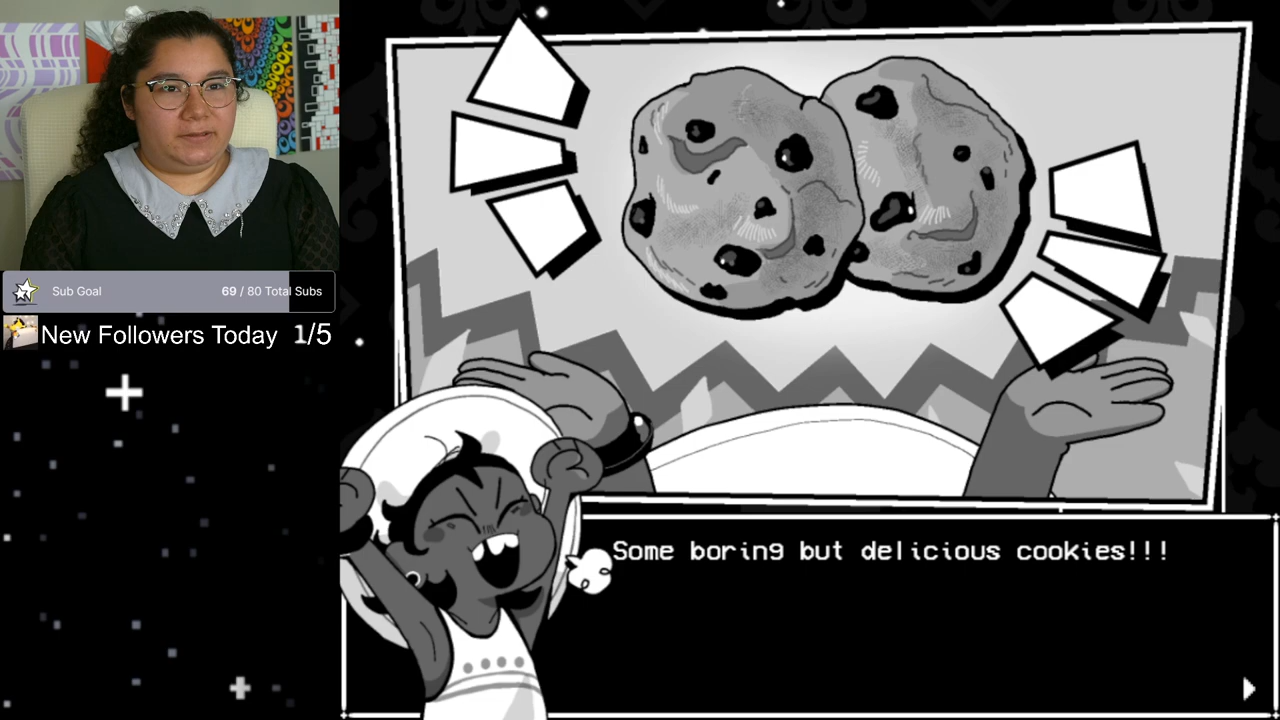 Sub Goal 69 / 80 Total Subs
New Followers Today 1/5
Some boring but delicious cookies!!!